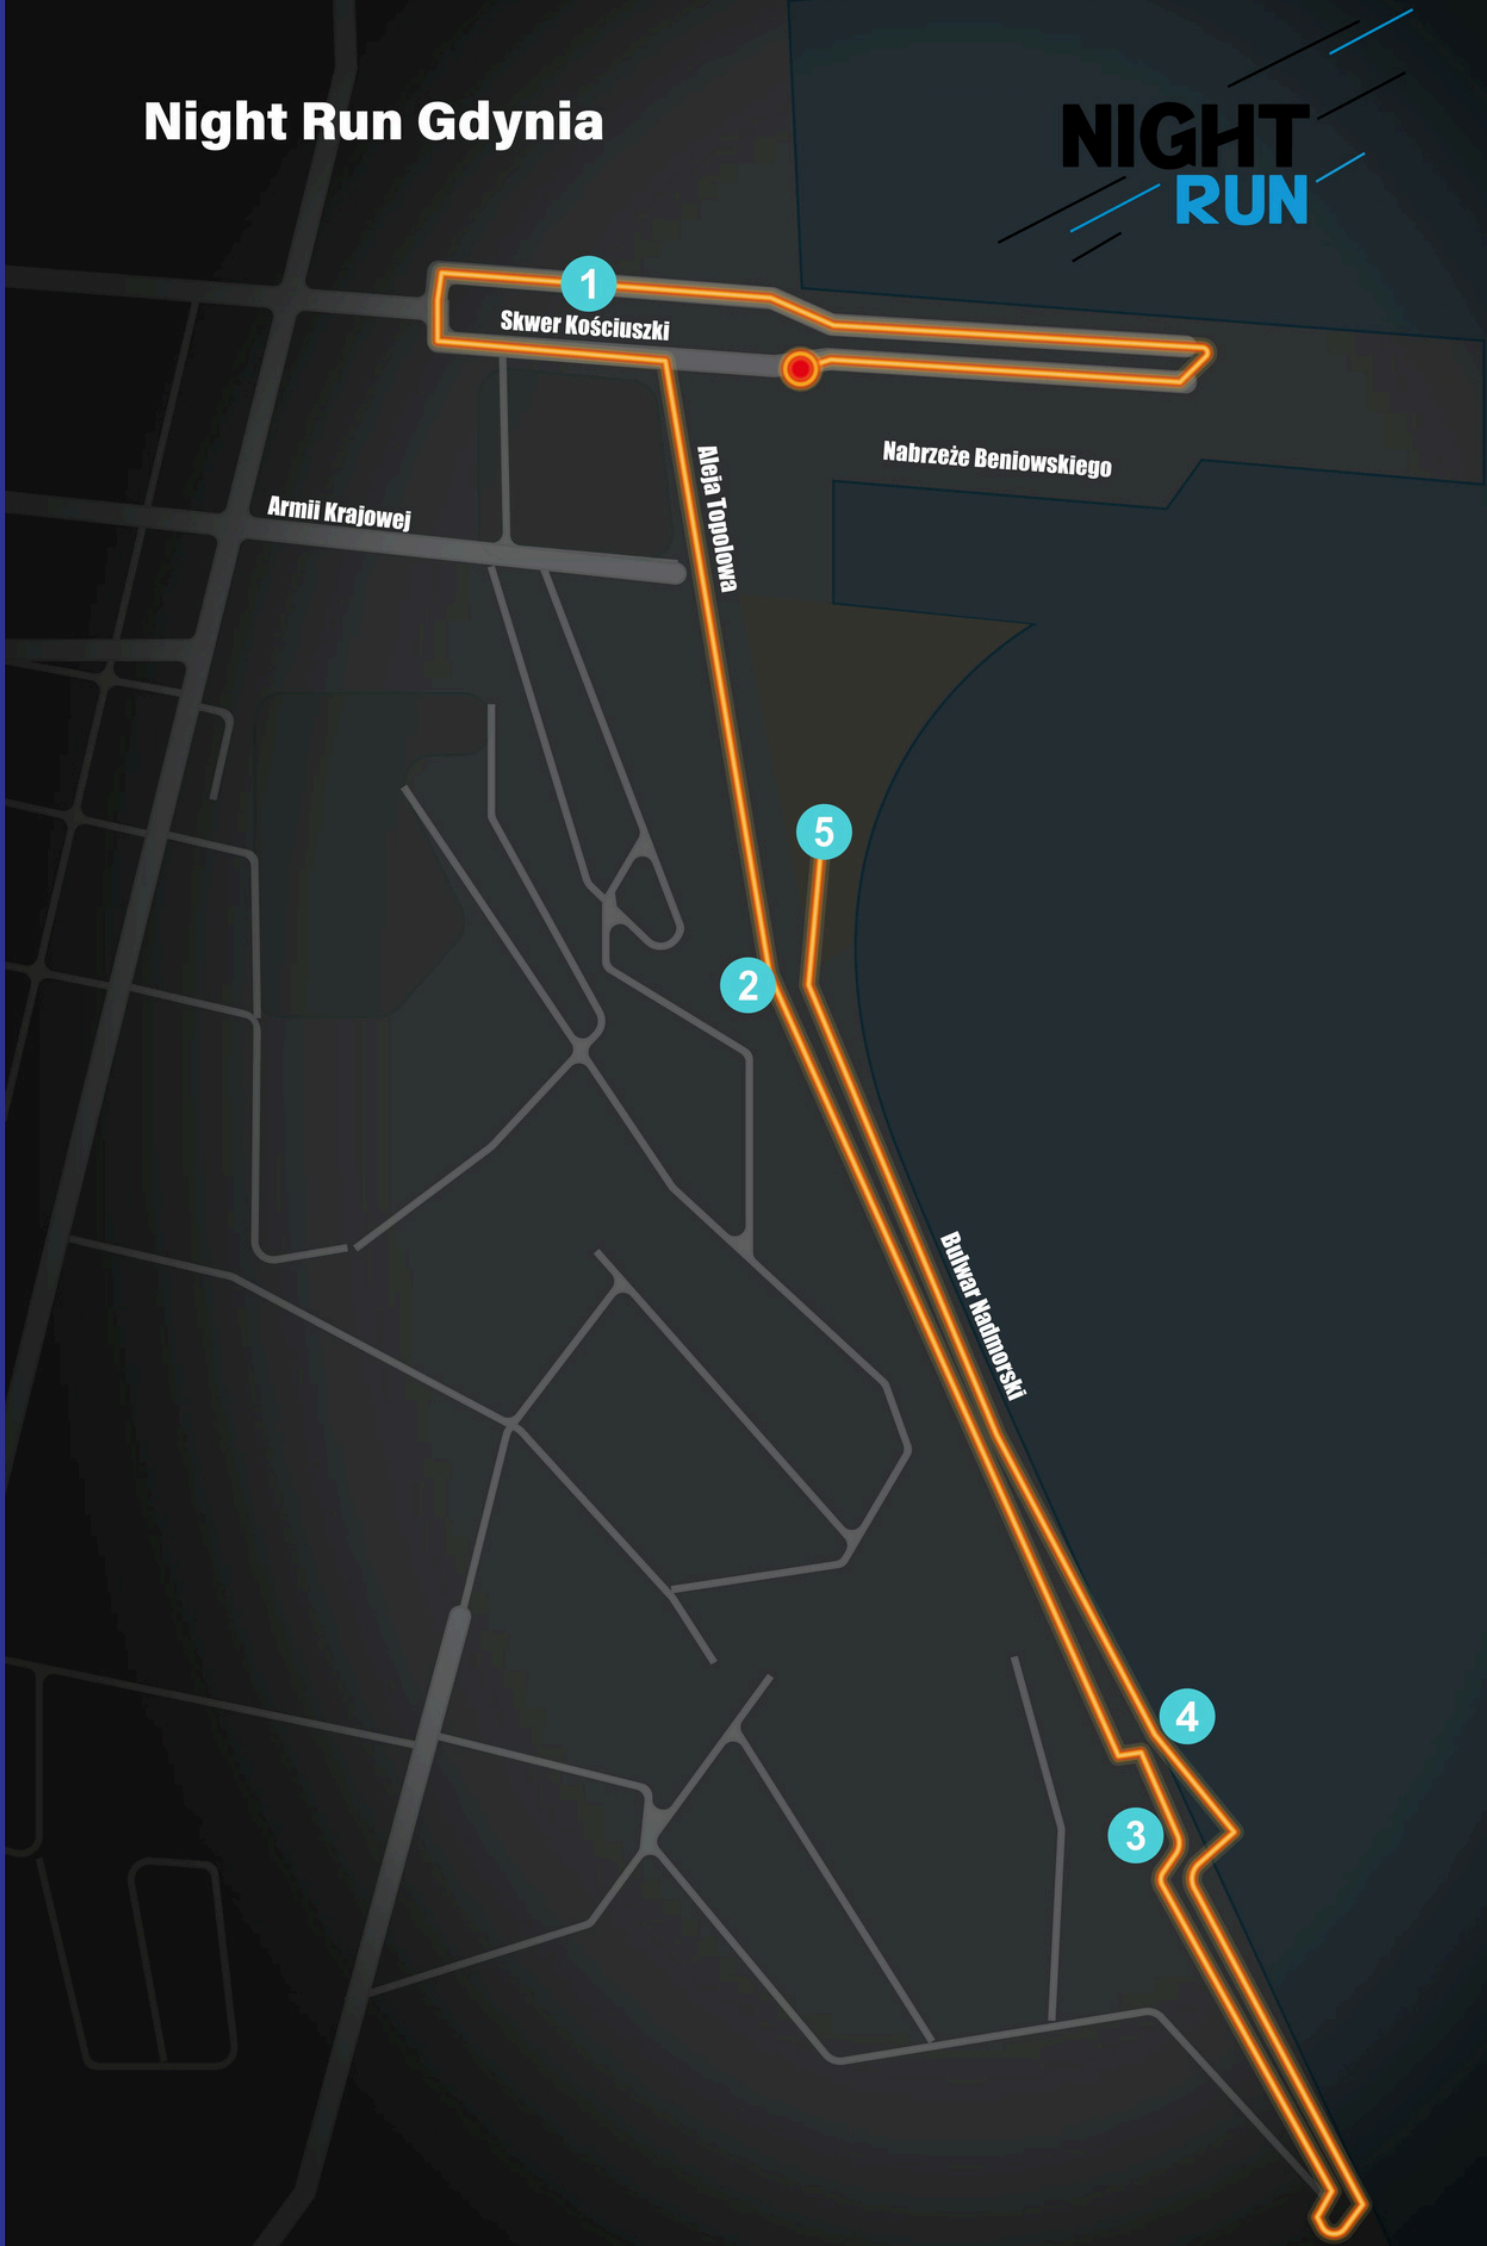 Night Run Gdynia
NIGHT
RUN
1
Skwer Kościuszki
Nabrzeże Beniowskiego
Aleja Topolowa
Armii Krajowej
5
2
Bulwar Nadmorski
4
3